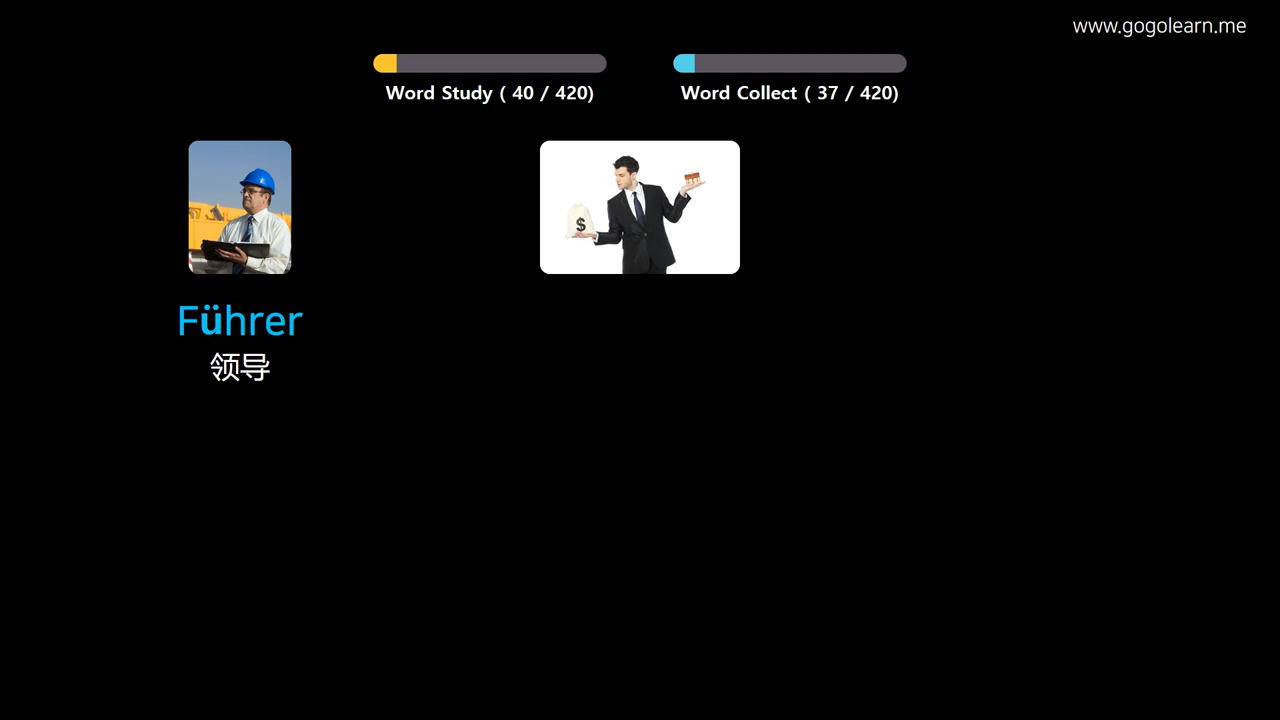 www.gogolearn.me
Word Study ( 40 / 420)
Word Collect ( 37 / 420)
$
Führer
领导